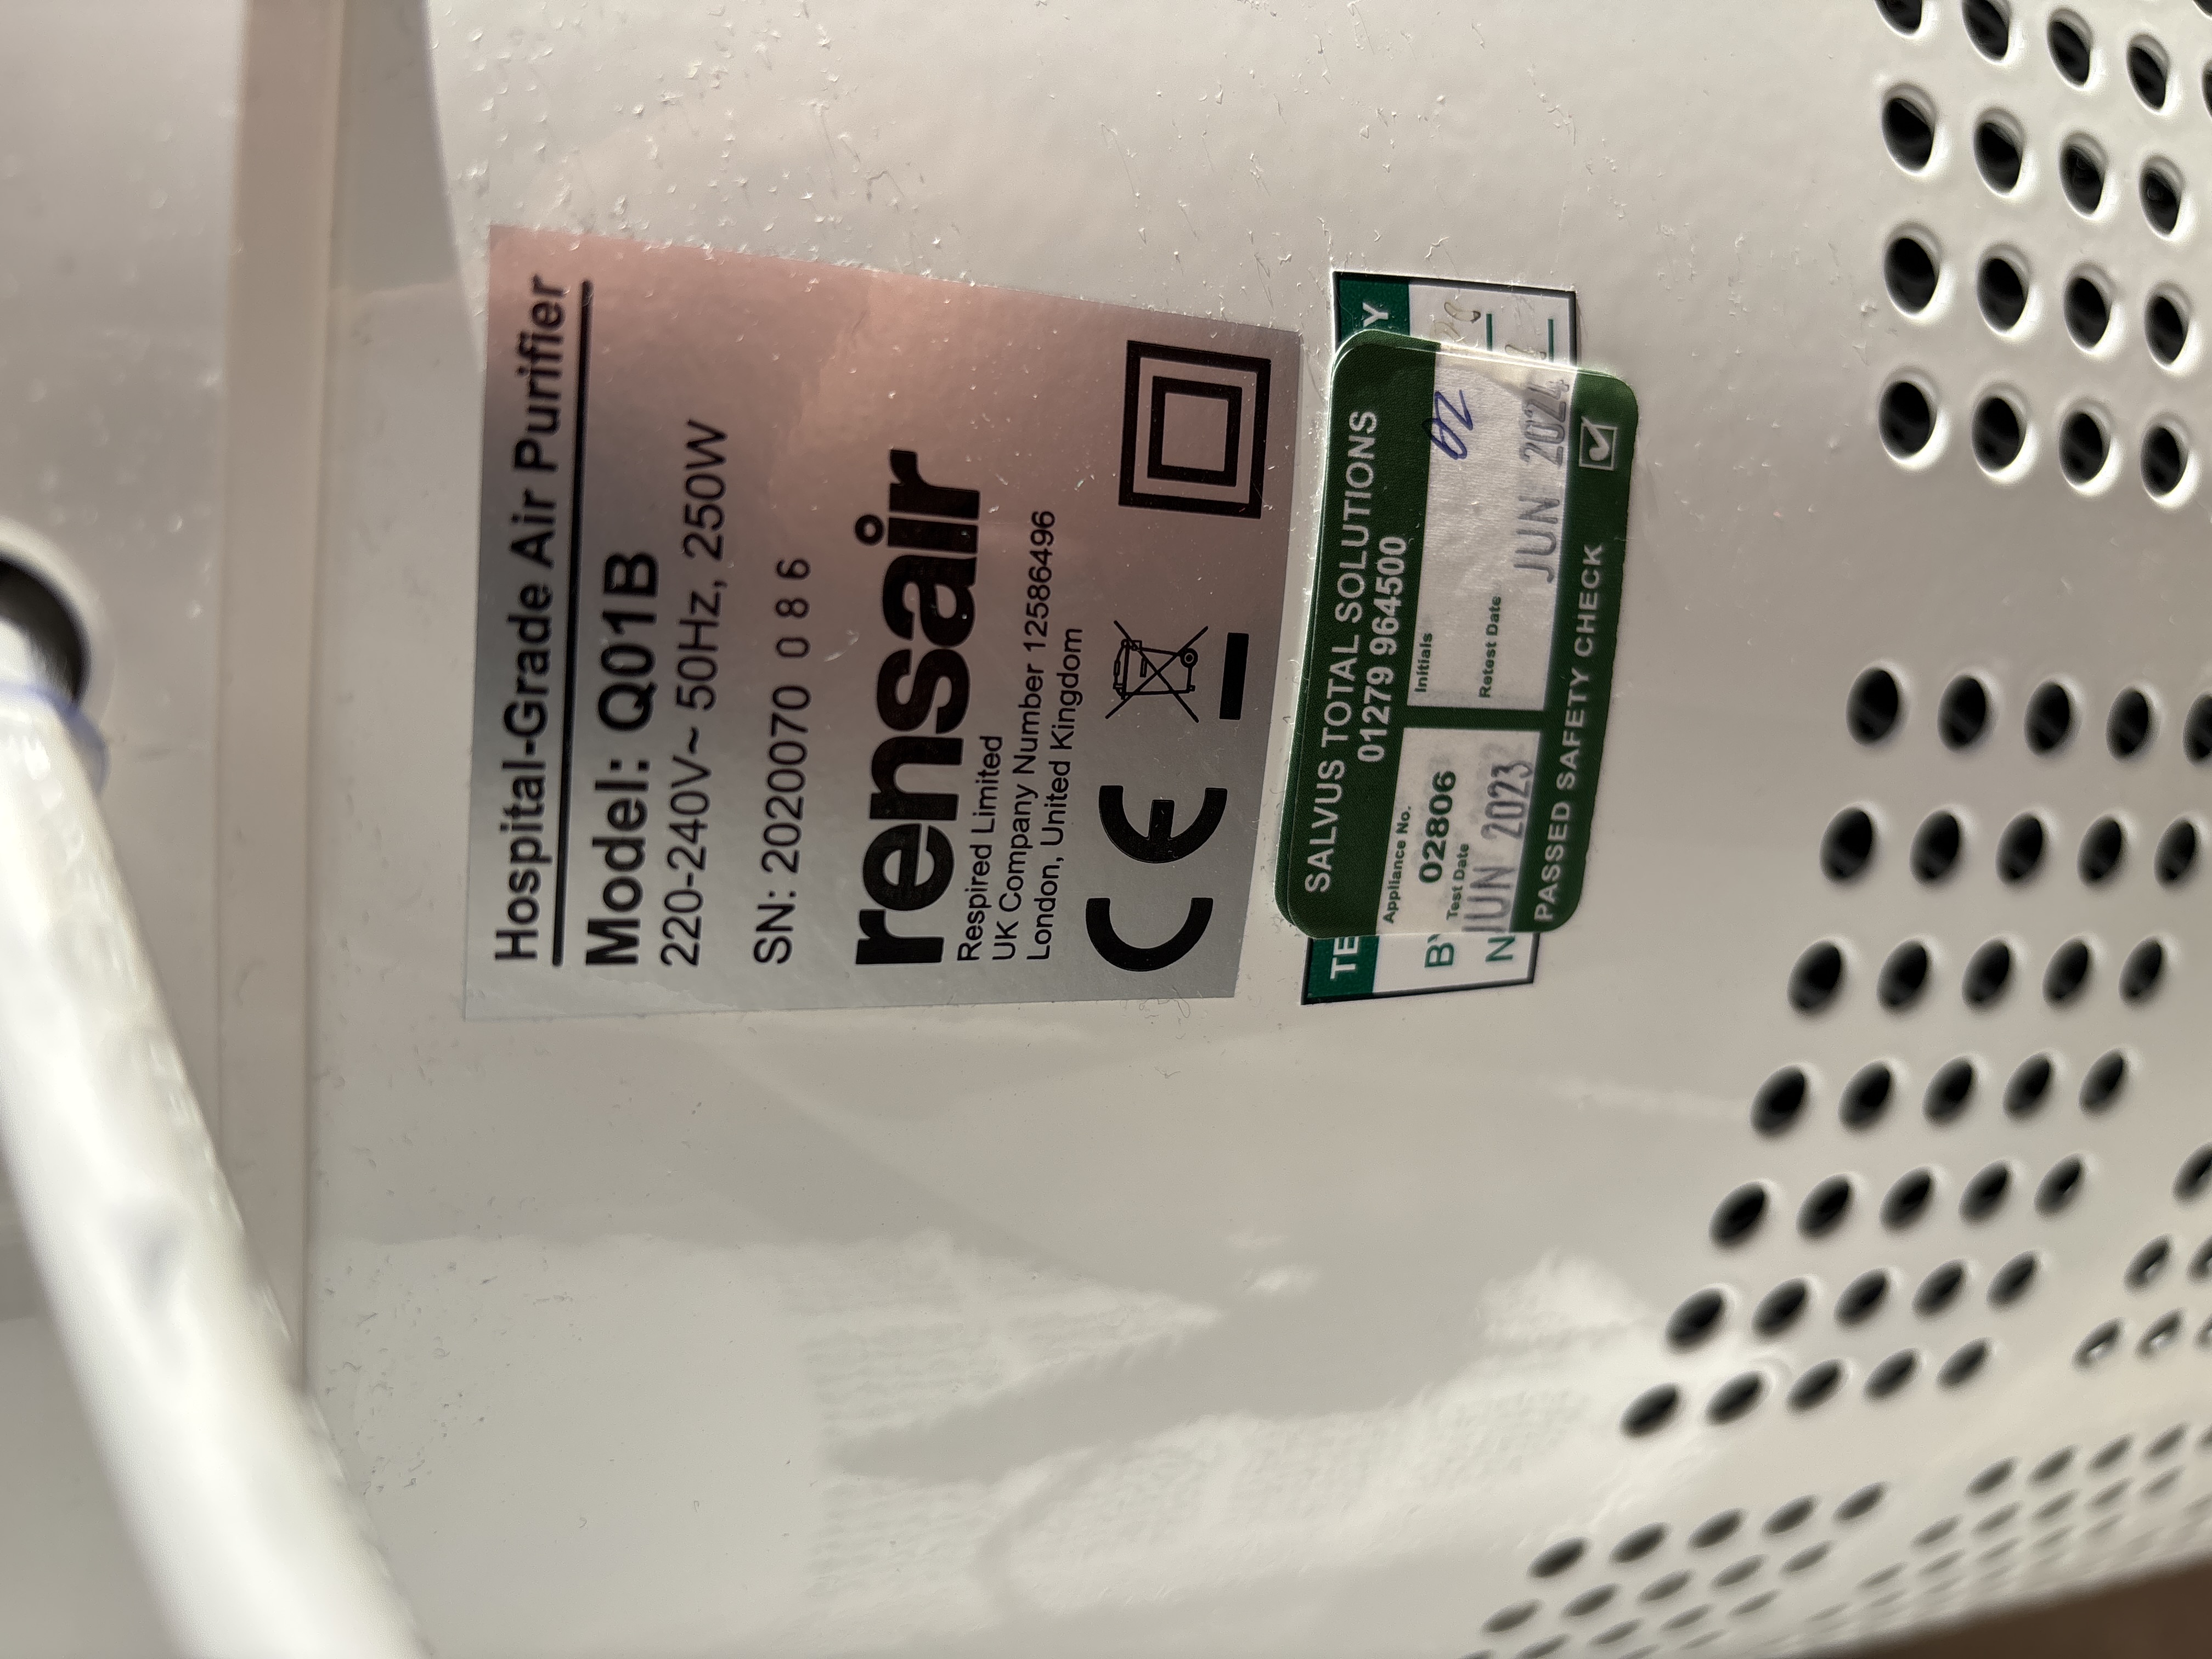 Hospital-Grade Air Purifier
Model: Q01B
220-240V~ 50Hz, 250W
SN: 2020070 0 8 6
rensair
Respired Limited
UK Company Number 12586496
London, United Kingdom
CE
SALVUS TOTAL SOLUTIONS
01279 964500
Appliance No.
02806
Initials
Test Date
JUN 2023
Retest Date
JUN 2024
PASSED SAFETY CHECK